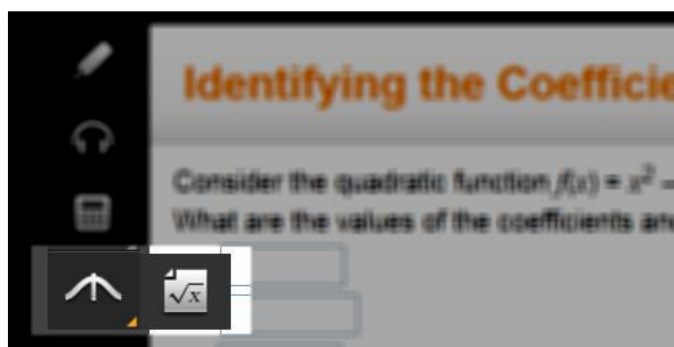 Identifying the Coefficie
Consider the quadratic function f(x) = x² –
What are the values of the coefficients an
√x